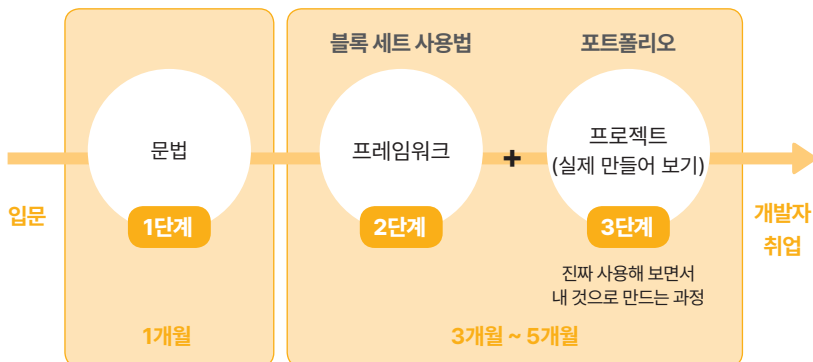 블록 세트 사용법
포트폴리오
문법
프레임워크
+
프로젝트
(실제 만들어 보기)
입문
1단계
2단계
3단계
개발자
취업
진짜 사용해 보면서
내 것으로 만드는 과정
1개월
3개월 ~ 5개월